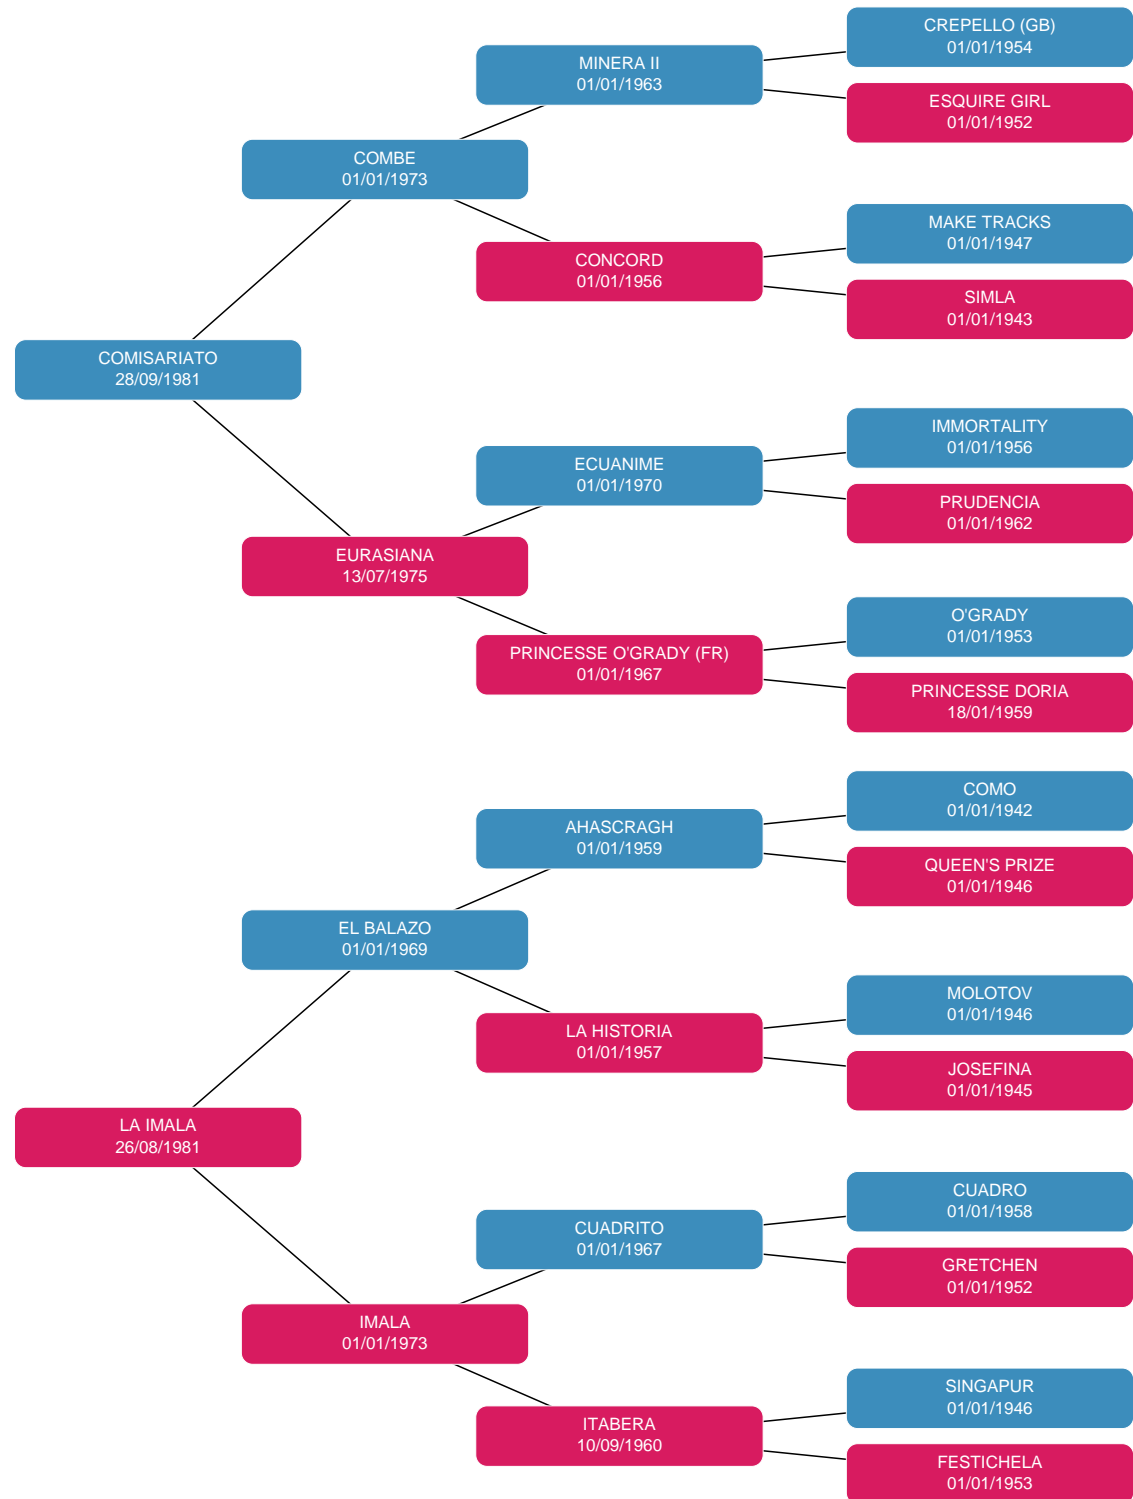 CREPELLO (GB)
01/01/1954
MINERA II
01/01/1963
ESQUIRE GIRL
01/01/1952
COMBE
01/01/1973
MAKE TRACKS
01/01/1947
CONCORD
01/01/1956
SIMLA
01/01/1943
COMISARIATO
28/09/1981
IMMORTALITY
01/01/1956
ECUANIME
01/01/1970
PRUDENCIA
01/01/1962
EURASIANA
13/07/1975
O'GRADY
01/01/1953
PRINCESSE O'GRADY (FR)
01/01/1967
PRINCESSE DORIA
18/01/1959
COMO
01/01/1942
AHASCRAGH
01/01/1959
QUEEN'S PRIZE
01/01/1946
EL BALAZO
01/01/1969
MOLOTOV
01/01/1946
LA HISTORIA
01/01/1957
JOSEFINA
01/01/1945
LA IMALA
26/08/1981
CUADRO
01/01/1958
CUADRITO
01/01/1967
GRETCHEN
01/01/1952
IMALA
01/01/1973
SINGAPUR
01/01/1946
ITABERA
10/09/1960
FESTICHELA
01/01/1953